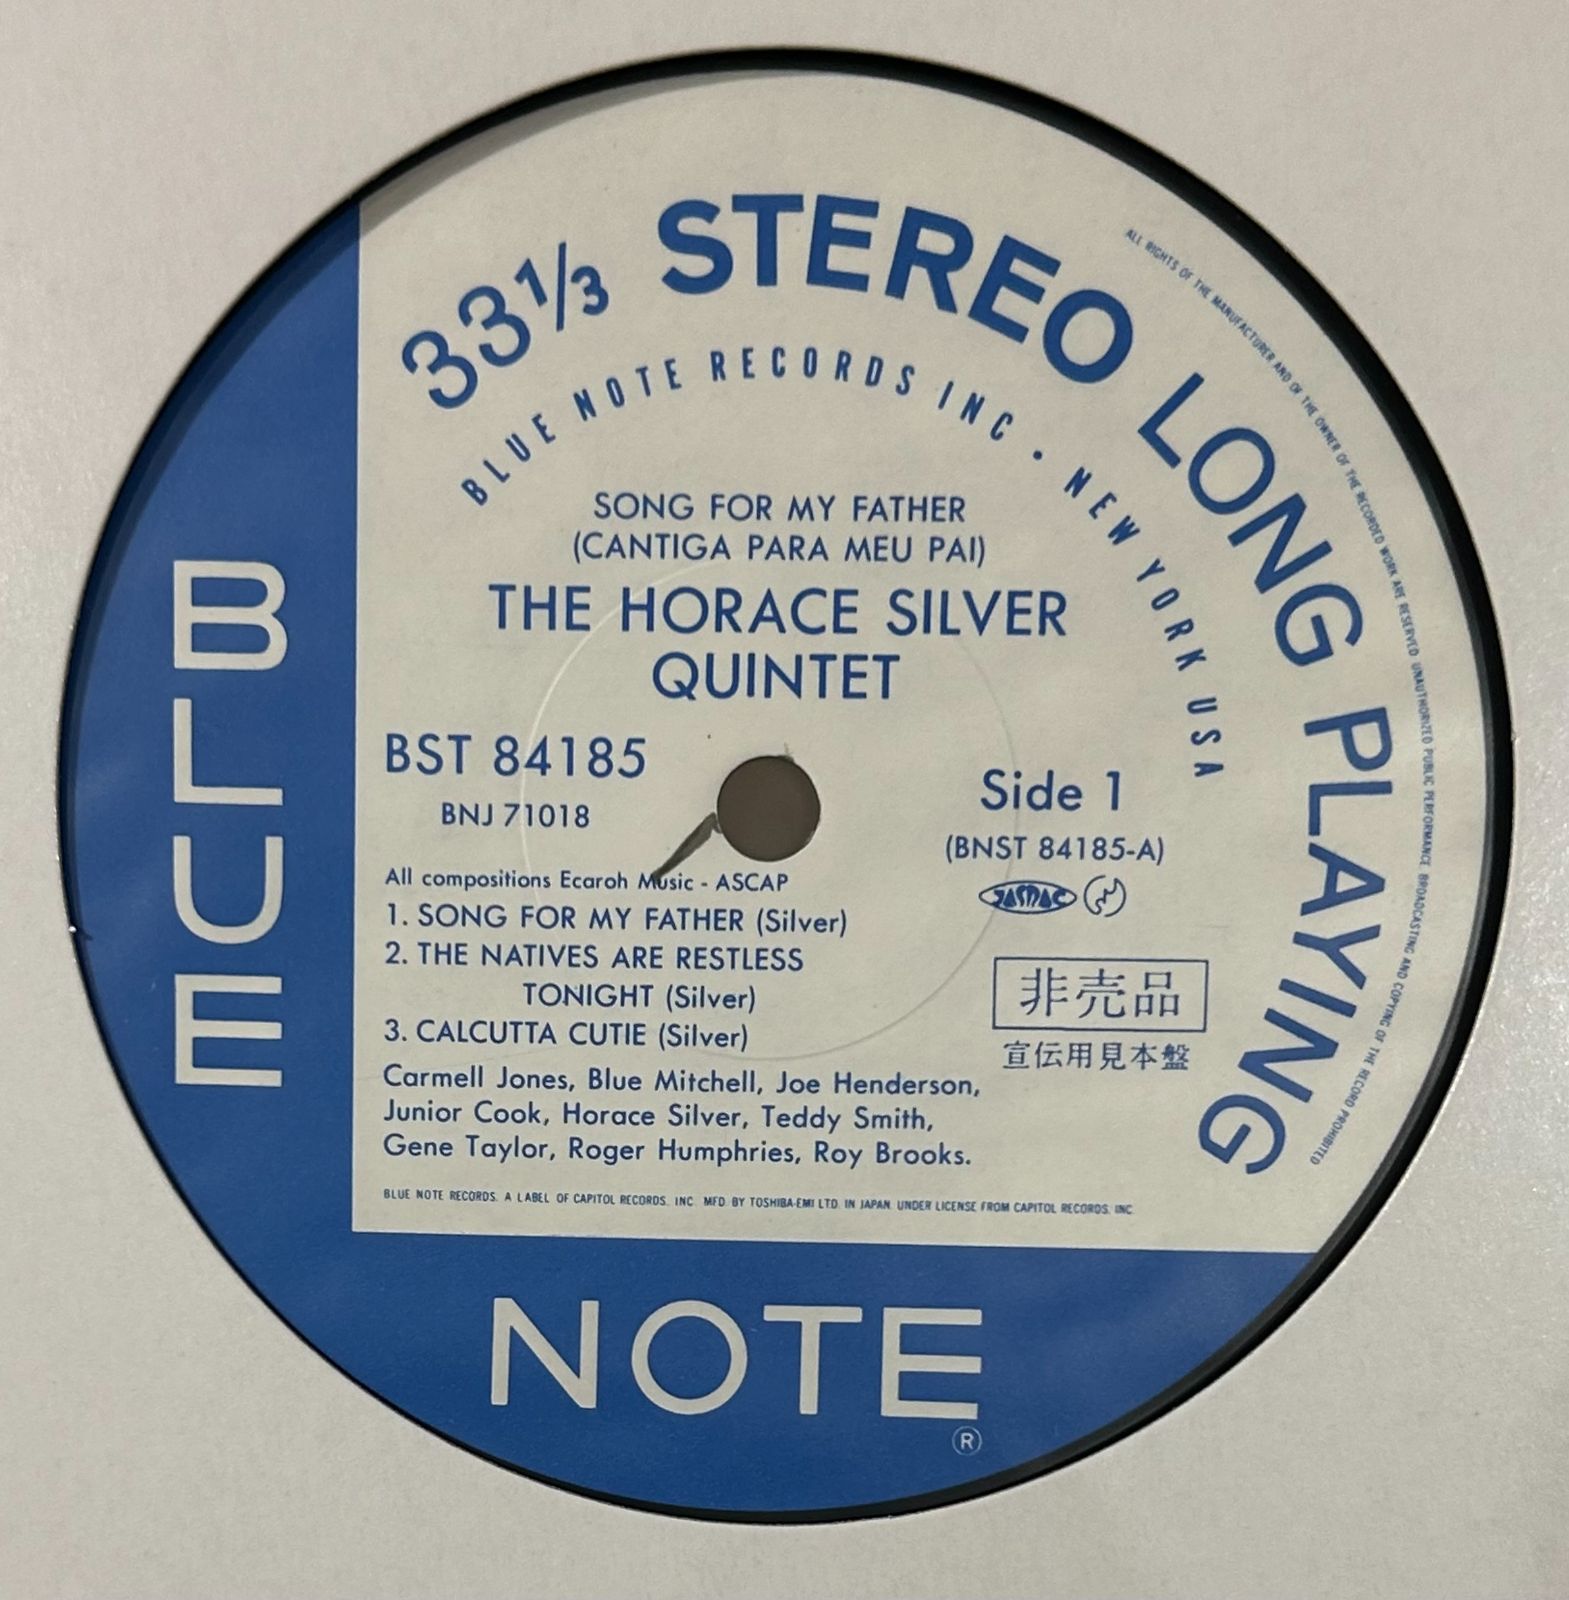 33 1/3 STEREO LONG PLAYING
BLUE NOTE RECORDS INC · NEW YORK USA
ALL RIGHTS OF THE MANUFACTURER AND OF THE OWNER OF THE RECORDED WORK ARE RESERVED UNAUTHORIZED PUBLIC PERFORMANCE BROADCASTING AND COPYING OF THE RECORD PROHIBITED
SONG FOR MY FATHER
(CANTIGA PARA MEU PAI)
THE HORACE SILVER
QUINTET
BST 84185
BNJ 71018
Side 1
(BNST 84185-A)
JASRAC
All compositions Ecaroh Music - ASCAP
1. SONG FOR MY FATHER (Silver)
2. THE NATIVES ARE RESTLESS
TONIGHT (Silver)
3. CALCUTTA CUTIE (Silver)
非売品
宣伝用見本盤
Carmell Jones, Blue Mitchell, Joe Henderson,
Junior Cook, Horace Silver, Teddy Smith,
Gene Taylor, Roger Humphries, Roy Brooks.
BLUE NOTE RECORDS. A LABEL OF CAPITOL RECORDS. INC. MFD BY TOSHIBA-EMI LTD. IN JAPAN. UNDER LICENSE FROM CAPITOL RECORDS. INC
BLUE
NOTE
®